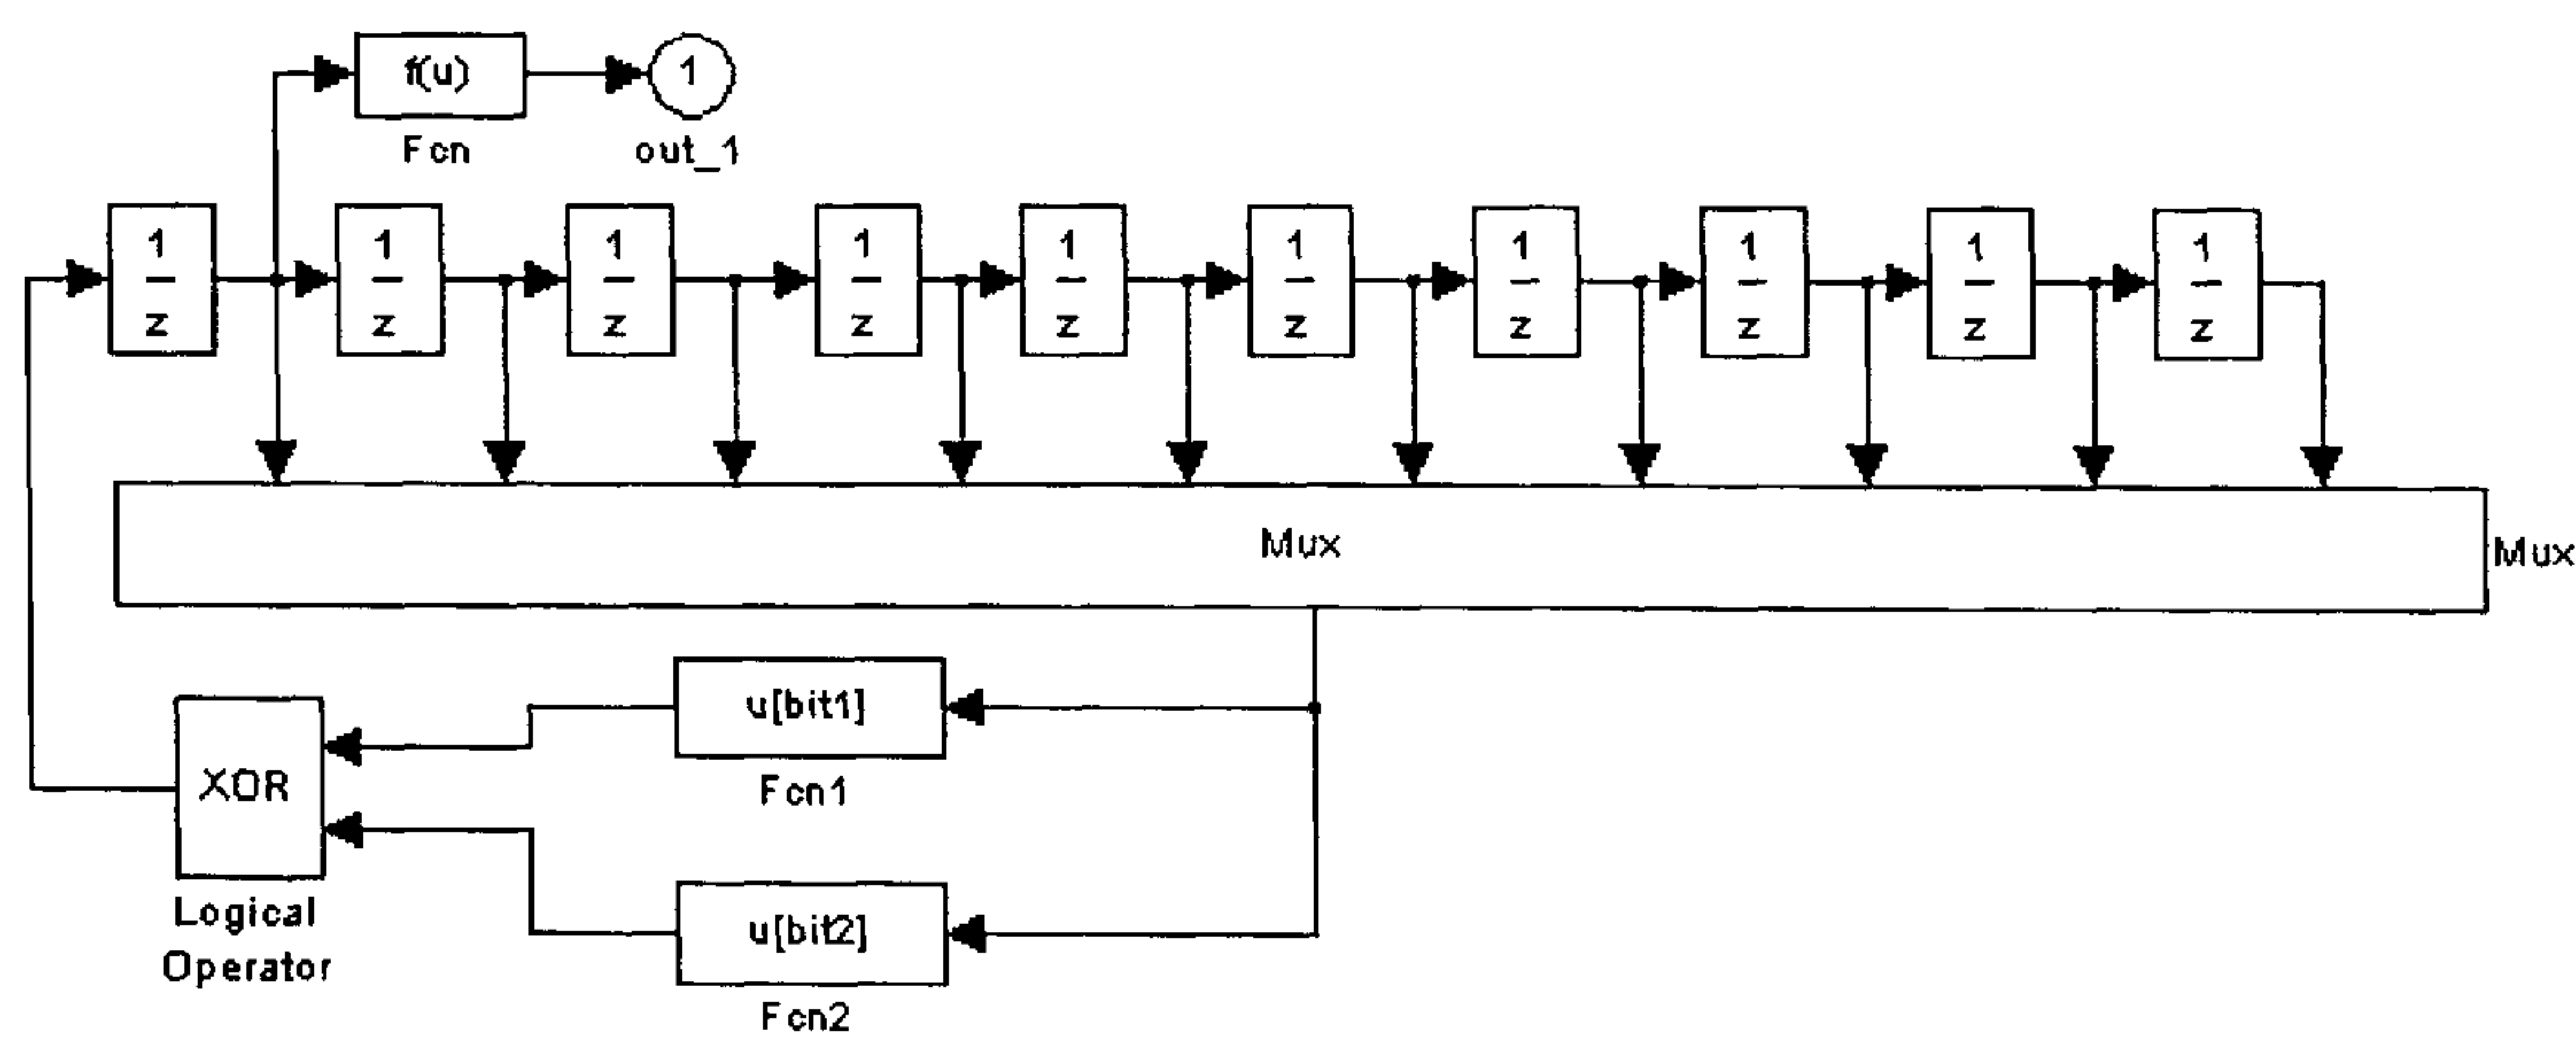 f(u)
1
Fcn
out_1
1
z
1
z
1
z
1
z
1
z
1
z
1
z
1
z
1
z
1
z
Mux
Mux
u[bit1]
Fcn1
XOR
Logical
Operator
u[bit2]
Fcn2